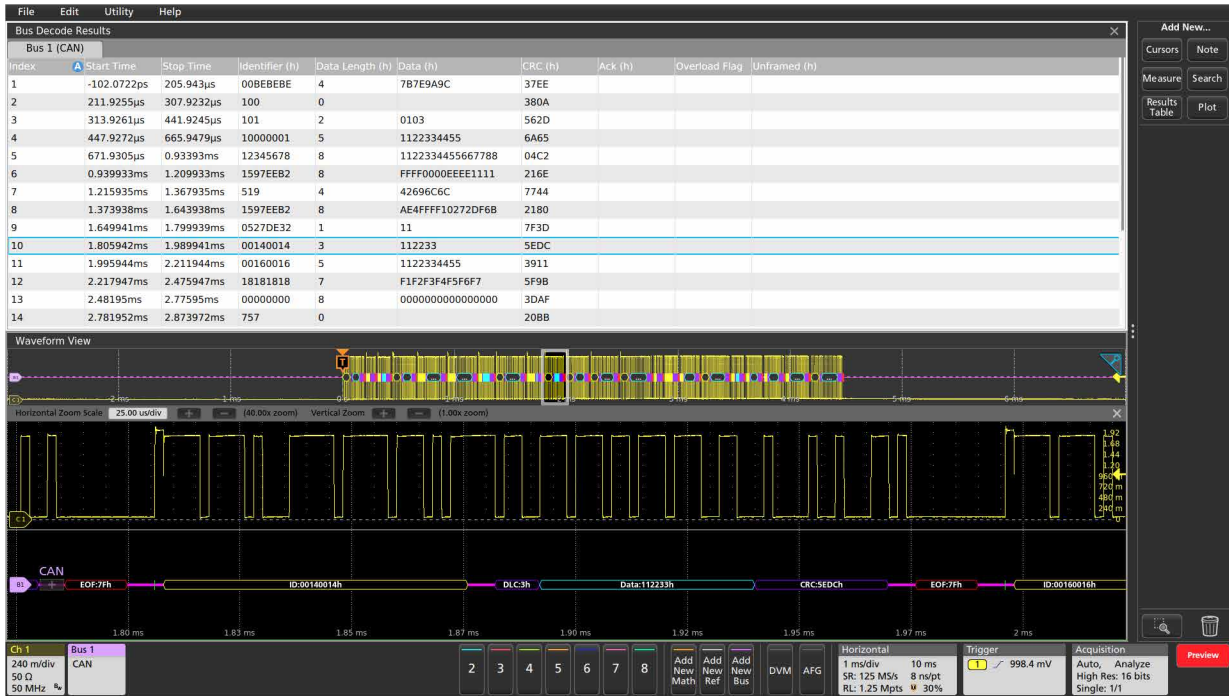 File Edit Utility Help
Bus Decode Results
Bus 1 (CAN)
Index A Start Time Stop Time Identifier (h) Data Length (h) Data (h) CRC (h) Ack (h) Overload Flag Unframed (h)
1 -102.0722ps 205.943µs 00BEBEBE 4 7B7E9A9C 37EE
2 211.9255µs 307.9232µs 100 0 380A
3 313.9261µs 441.9245µs 101 2 0103 562D
4 447.9272µs 665.9479µs 10000001 5 1122334455 6A65
5 671.9305µs 0.93393ms 12345678 8 1122334455667788 04C2
6 0.939933ms 1.209933ms 1597EEB2 8 FFFF0000EEEE1111 216E
7 1.215935ms 1.367935ms 519 4 42696C6C 7744
8 1.373938ms 1.643938ms 1597EEB2 8 AE4FFFF10272DF6B 2180
9 1.649941ms 1.799939ms 0527DE32 1 11 7F3D
10 1.805942ms 1.989941ms 00140014 3 112233 5EDC
11 1.995944ms 2.211944ms 00160016 5 1122334455 3911
12 2.217947ms 2.475947ms 18181818 7 F1F2F3F4F5F6F7 5F9B
13 2.48195ms 2.77595ms 00000000 8 0000000000000000 3DAF
14 2.781952ms 2.873972ms 757 0 20BB
Add New...
Cursors Note
Measure Search
Results Table Plot
Waveform View
T
B1
C1
Horizontal Zoom Scale 25.00 us/div + - (40.00x zoom) Vertical Zoom + - (1.00x zoom)
1.92
1.68
1.44
1.20
720 m
480 m
240 m
C1
CAN
B1 + EOF:7Fh ID:00140014h DLC:3h Data:112233h CRC:5EDCh EOF:7Fh ID:00160016h
1.80 ms 1.83 ms 1.85 ms 1.87 ms 1.90 ms 1.92 ms 1.95 ms 1.97 ms 2 ms
Ch 1
240 m/div
50 Ω
50 MHz Bw
Bus 1
CAN
2 3 4 5 6 7 8
Add New Math
Add New Ref
Add New Bus
DVM AFG
Horizontal
1 ms/div 10 ms
SR: 125 MS/s 8 ns/pt
RL: 1.25 Mpts 30%
Trigger
1 998.4 mV
Acquisition
Auto, Analyze
High Res: 16 bits
Single: 1/1
Preview